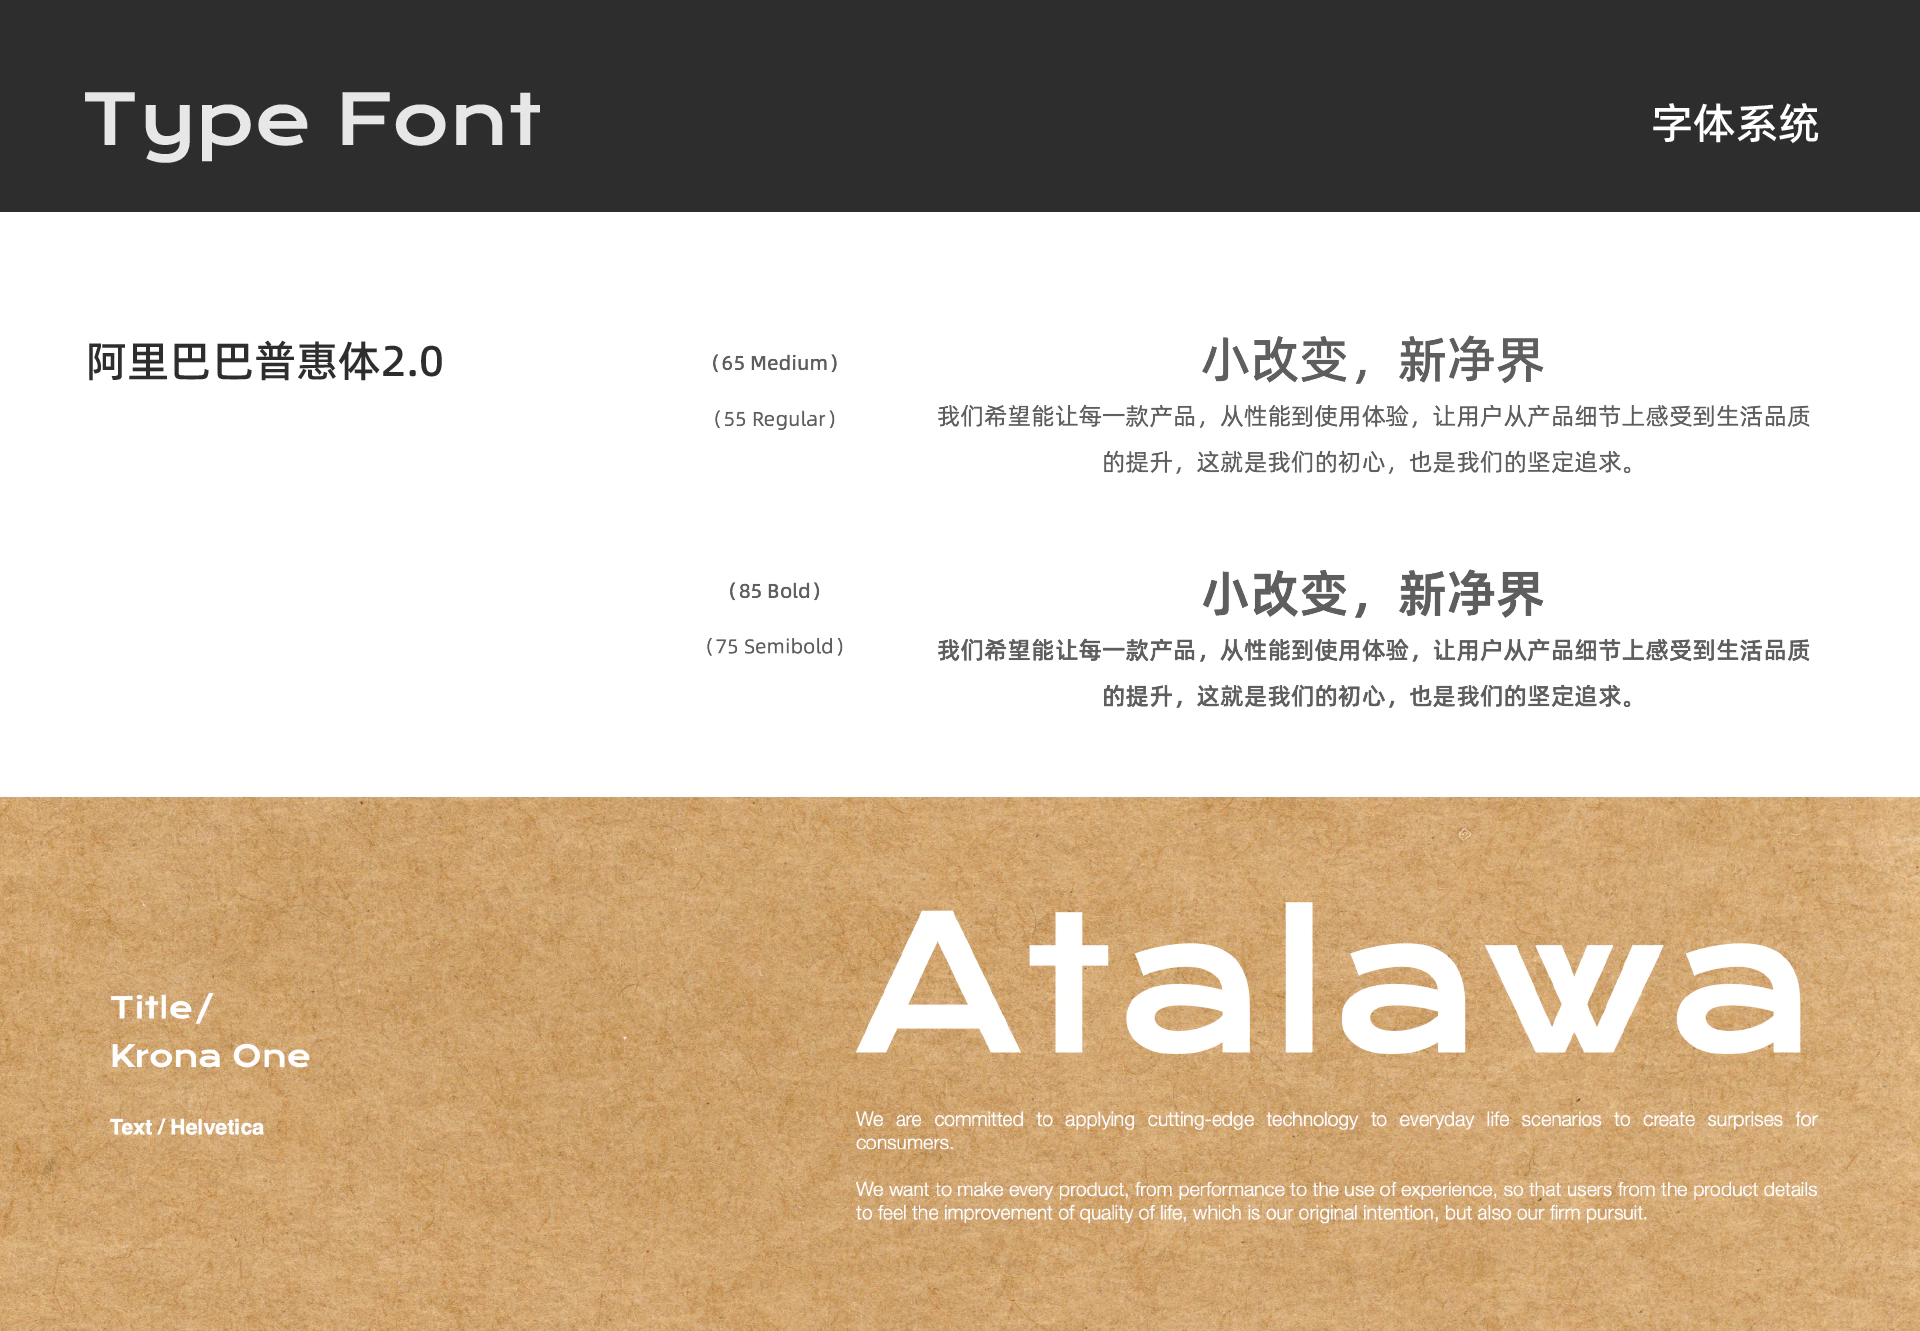 Type Font
字体系统
阿里巴巴普惠体2.0
（65 Medium）
（55 Regular）
小改变，新净界
我们希望能让每一款产品，从性能到使用体验，让用户从产品细节上感受到生活品质
的提升，这就是我们的初心，也是我们的坚定追求。
（85 Bold）
（75 Semibold）
小改变，新净界
我们希望能让每一款产品，从性能到使用体验，让用户从产品细节上感受到生活品质
的提升，这就是我们的初心，也是我们的坚定追求。
Title/
Krona One
Text / Helvetica
Atalawa
We are committed to applying cutting-edge technology to everyday life scenarios to create surprises for
consumers.
We want to make every product, from performance to the use of experience, so that users from the product details
to feel the improvement of quality of life, which is our original intention, but also our firm pursuit.